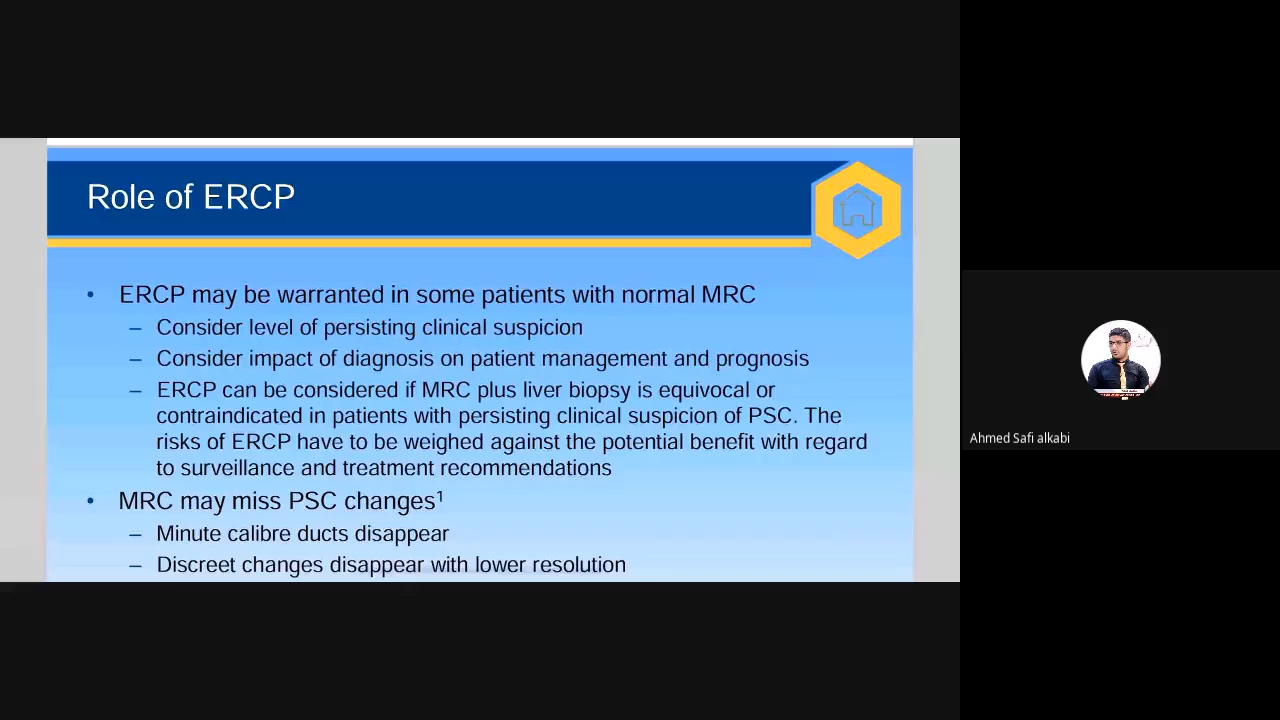 Role of ERCP
• ERCP may be warranted in some patients with normal MRC
– Consider level of persisting clinical suspicion
– Consider impact of diagnosis on patient management and prognosis
– ERCP can be considered if MRC plus liver biopsy is equivocal or
contraindicated in patients with persisting clinical suspicion of PSC. The
risks of ERCP have to be weighed against the potential benefit with regard
to surveillance and treatment recommendations
• MRC may miss PSC changes¹
– Minute calibre ducts disappear
– Discreet changes disappear with lower resolution
Ahmed Safi alkabi